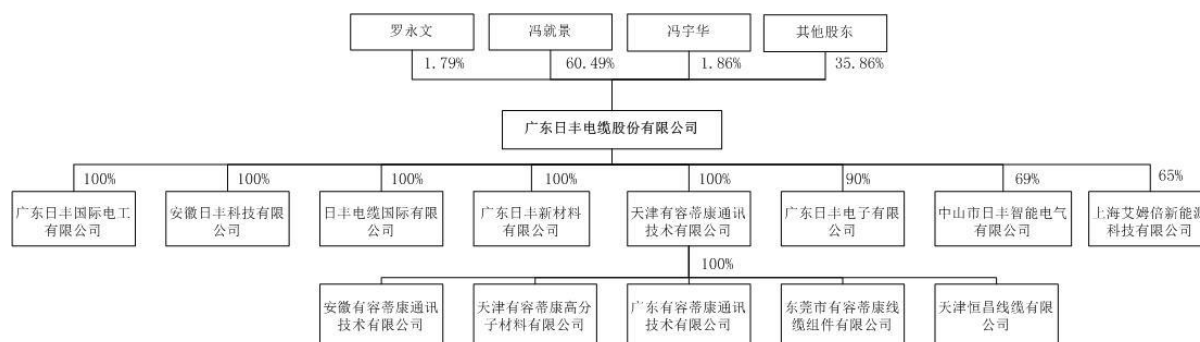 罗永文
冯就景
冯宇华
其他股东
1.79%
60.49%
1.86%
35.86%
广东日丰电缆股份有限公司
100%
100%
100%
100%
100%
90%
69%
65%
广东日丰国际电工
有限公司
安徽日丰科技有限
公司
日丰电缆国际有限
公司
广东日丰新材料
有限公司
天津有容蒂康通讯
技术有限公司
广东日丰电子有限
公司
中山市日丰智能电气
有限公司
上海艾姆倍新能源
科技有限公司
100%
安徽有容蒂康通讯
技术有限公司
天津有容蒂康高分
子材料有限公司
广东有容蒂康通讯
技术有限公司
东莞市有容蒂康线
缆组件有限公司
天津恒昌线缆有限
公司